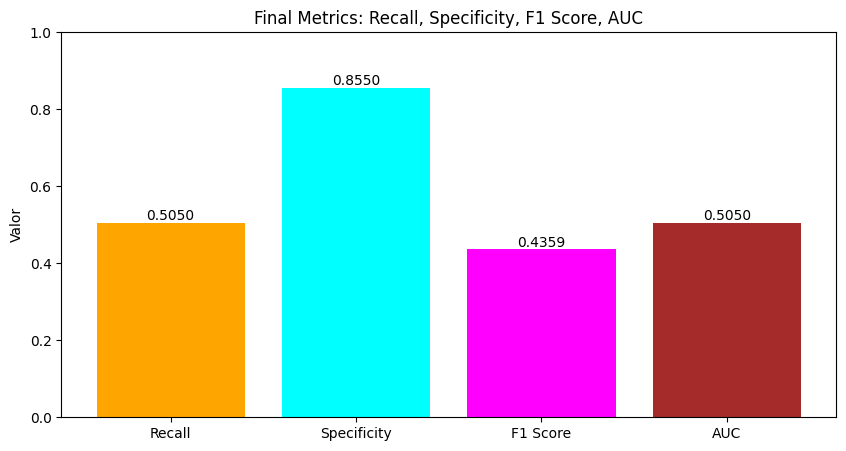 Final Metrics: Recall, Specificity, F1 Score, AUC
Valor
1.0
0.8
0.6
0.4
0.2
0.0
0.5050
0.8550
0.4359
0.5050
Recall
Specificity
F1 Score
AUC